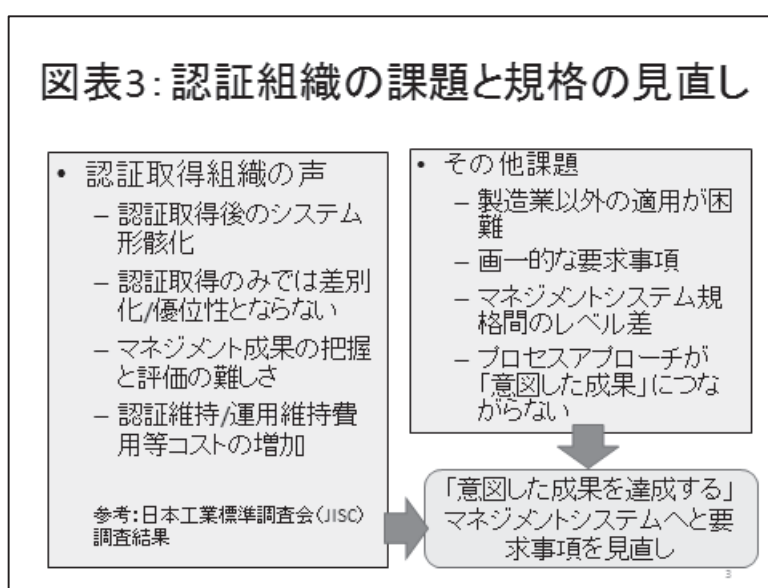 図表3：認証組織の課題と規格の見直し
• 認証取得組織の声
– 認証取得後のシステム
形骸化
– 認証取得のみでは差別
化/優位性とならない
– マネジメント成果の把握
と評価の難しさ
– 認証維持/運用維持費
用等コストの増加
参考：日本工業標準調査会（JISC）
調査結果
• その他課題
– 製造業以外の適用が困
難
– 画一的な要求事項
– マネジメントシステム規
格間のレベル差
– プロセスアプローチが
「意図した成果」につな
がらない
「意図した成果を達成する」
マネジメントシステムへと要
求事項を見直し
3